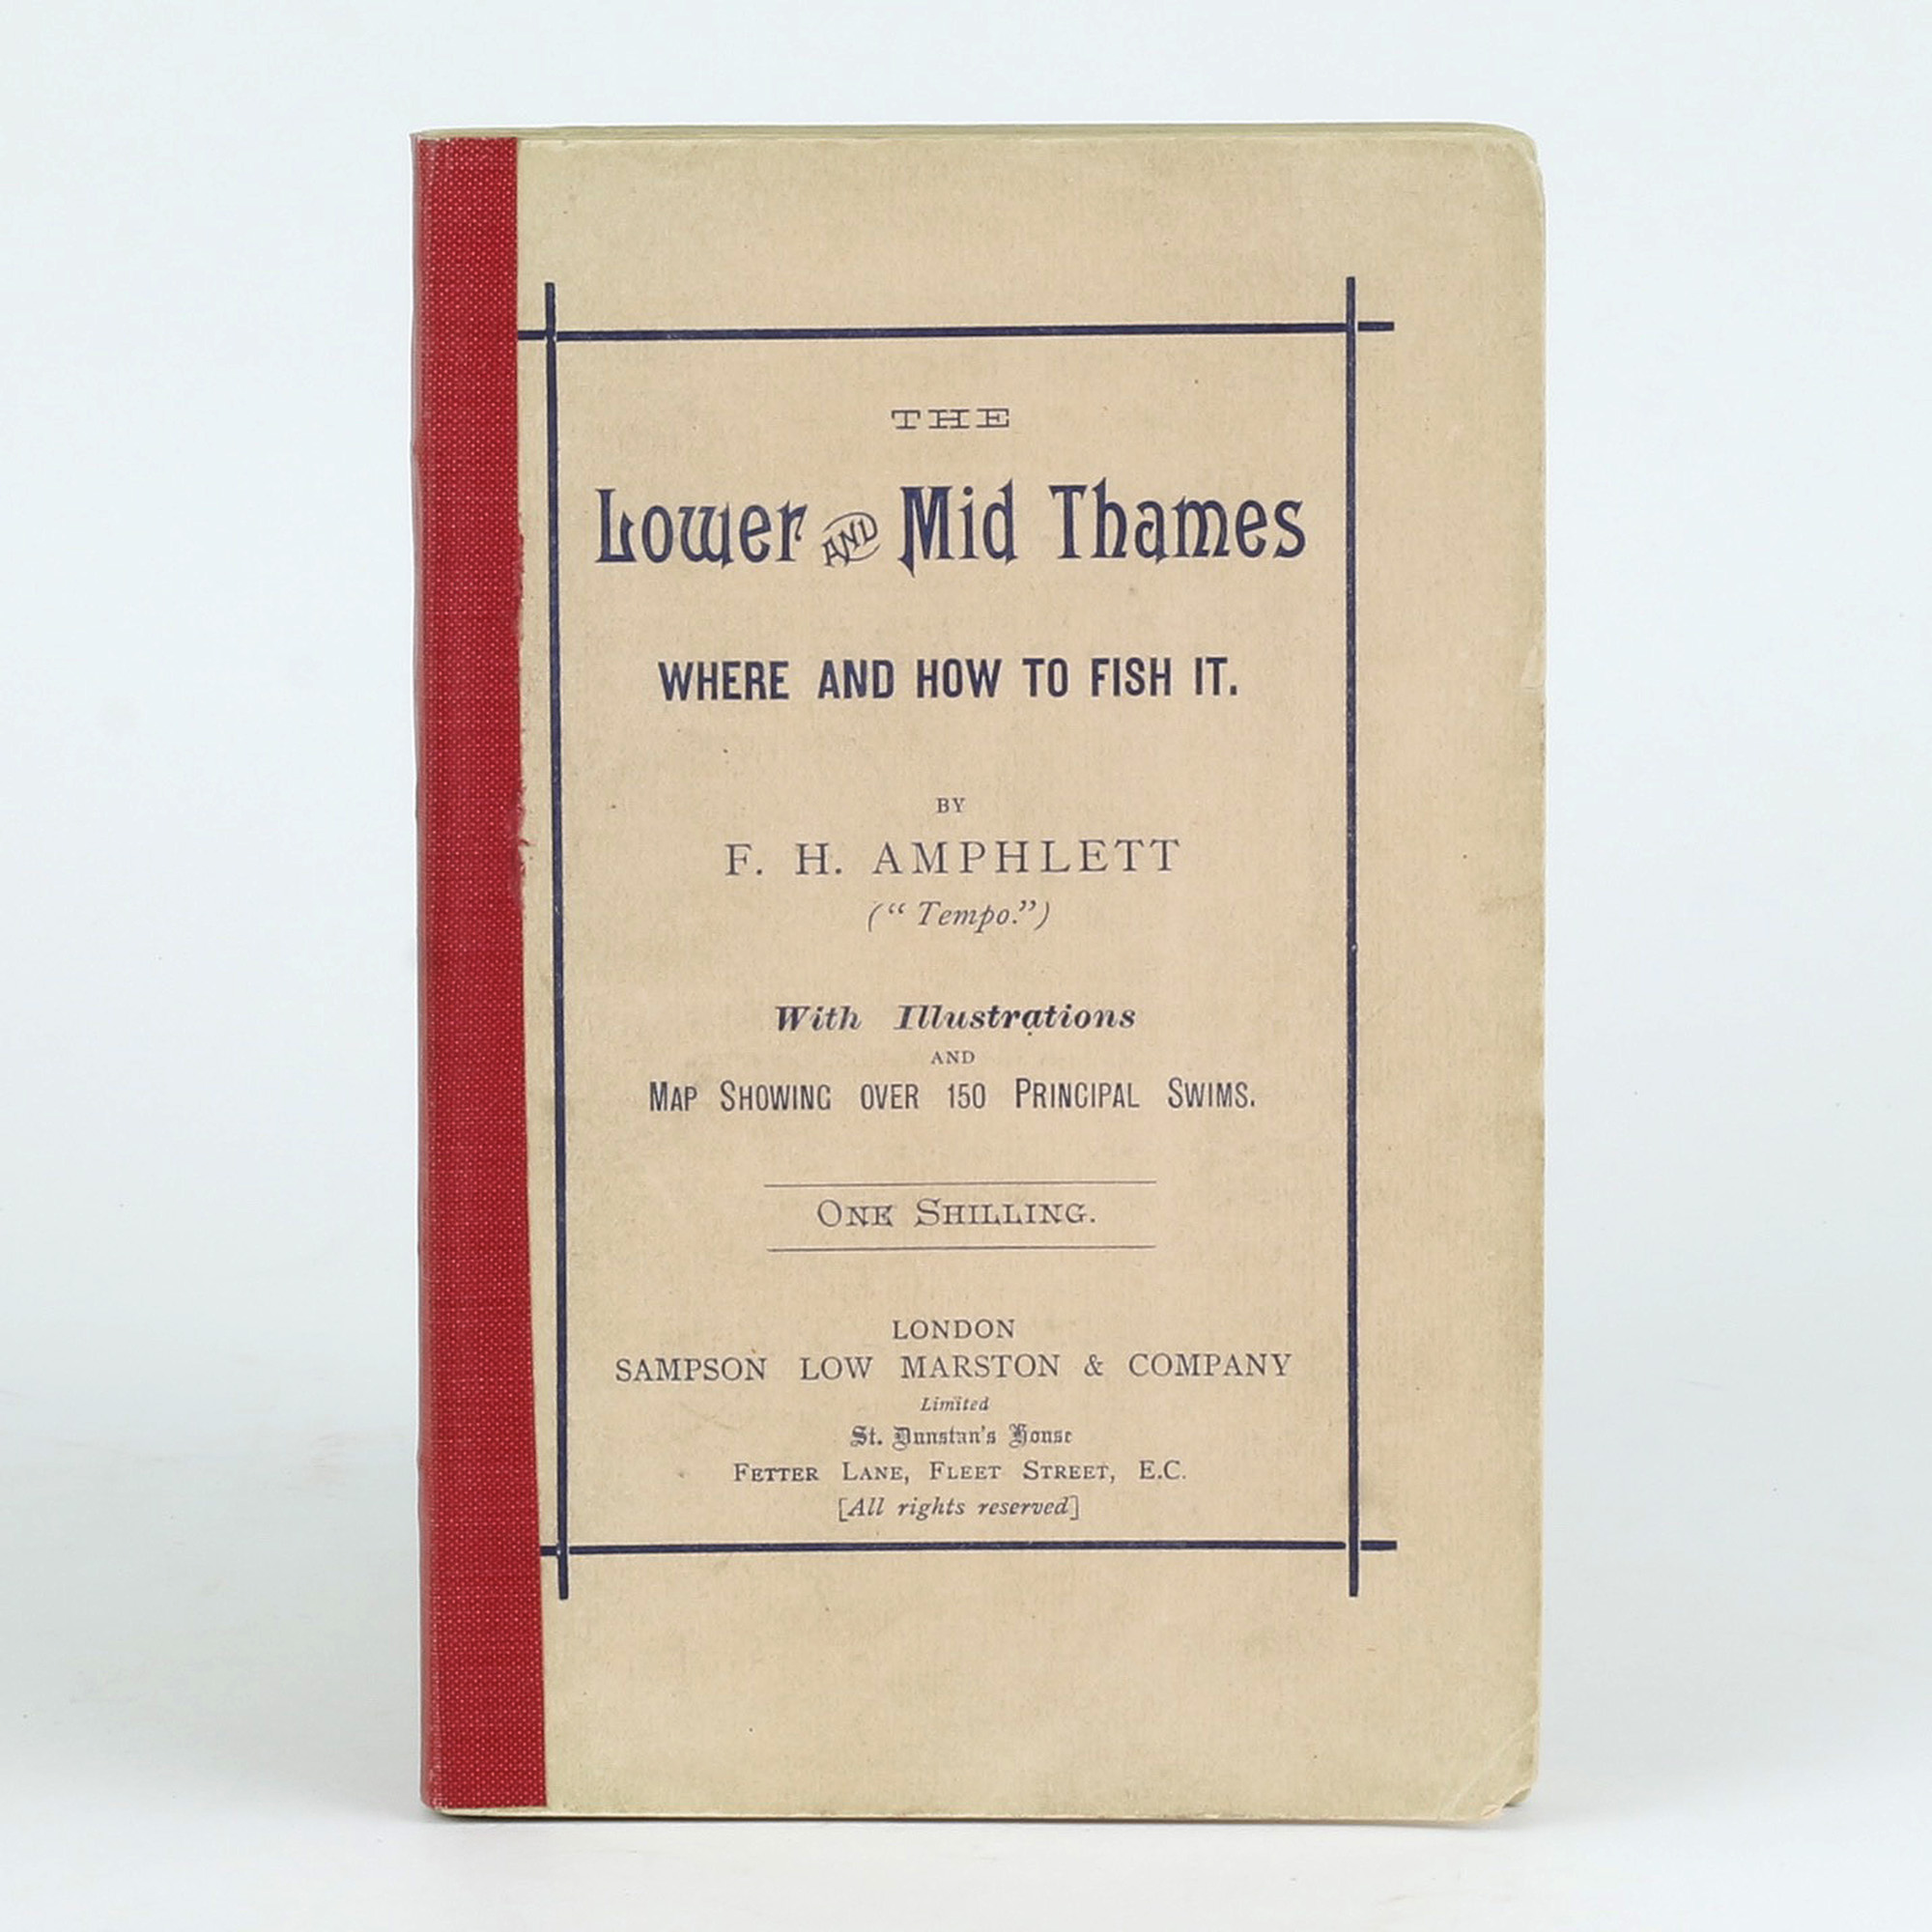 THE
Lower AND Mid Thames
WHERE AND HOW TO FISH IT.
BY
F. H. AMPHLETT
("Tempo.")
With Illustrations
AND
MAP SHOWING OVER 150 PRINCIPAL SWIMS.
ONE SHILLING.
LONDON
SAMPSON LOW MARSTON & COMPANY
Limited
St. Dunstan's House
FETTER LANE, FLEET STREET, E.C.
[All rights reserved]